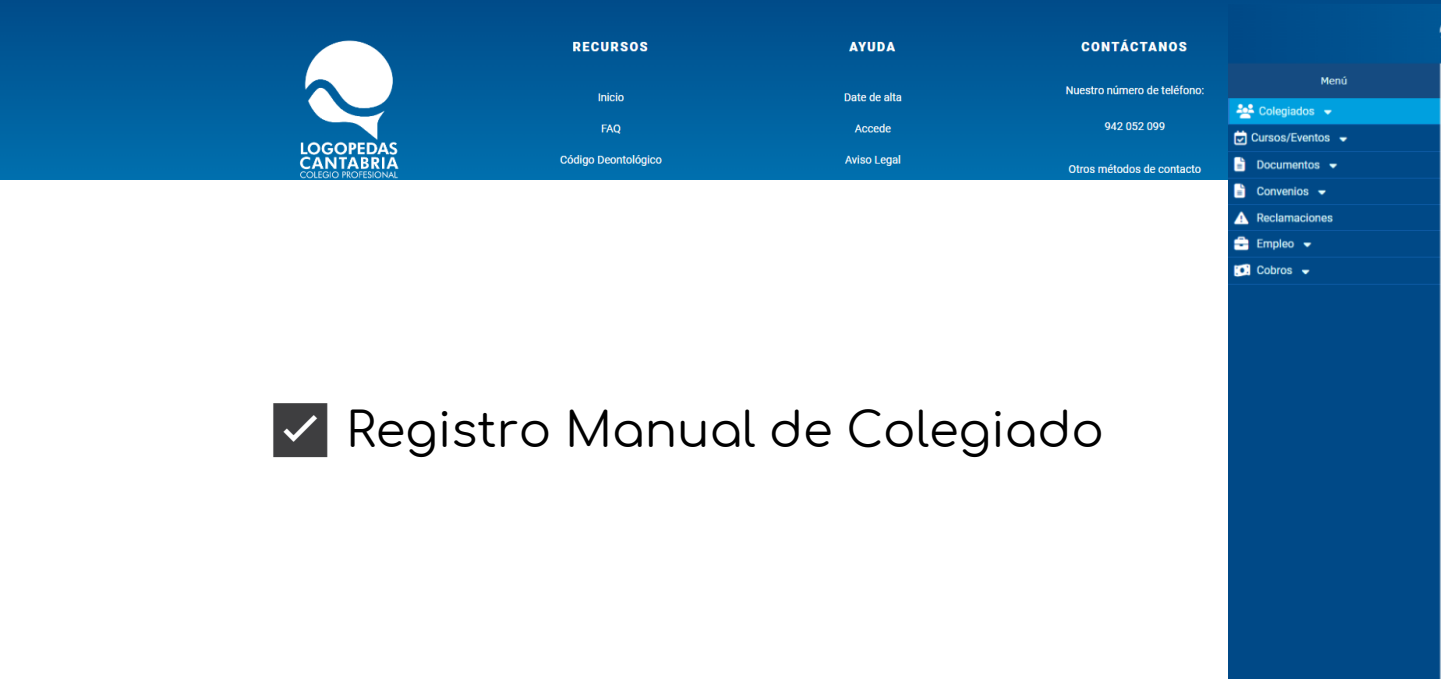 LOGOPEDAS
CANTABRIA
COLEGIO PROFESIONAL
RECURSOS
Inicio
FAQ
Código Deontológico
AYUDA
Date de alta
Accede
Aviso Legal
CONTÁCTANOS
Nuestro número de teléfono:
942 052 099
Otros métodos de contacto
Menú
Colegiados
Cursos/Eventos
Documentos
Convenios
Reclamaciones
Empleo
Cobros
Registro Manual de Colegiado